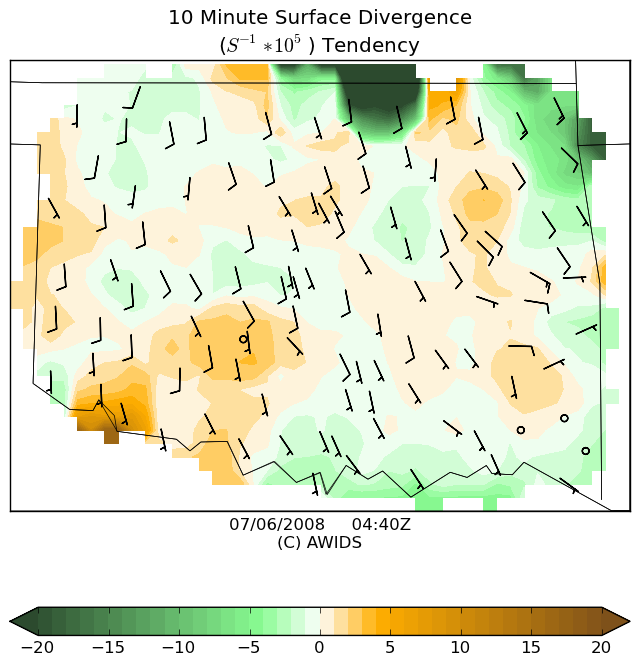 10 Minute Surface Divergence
(S⁻¹ * 10⁵ ) Tendency
07/06/2008 04:40Z
(C) AWIDS
−20 −15 −10 −5 0 5 10 15 20